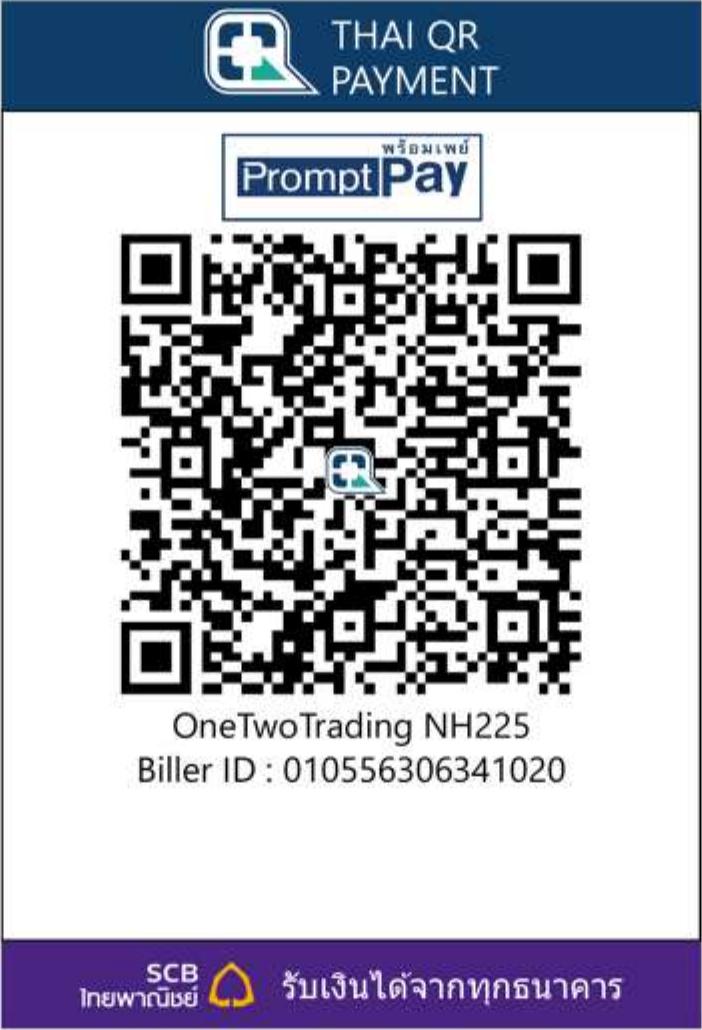 THAI QR
PAYMENT
พร้อมเพย์
PromptPay
OneTwoTrading NH225
Biller ID : 010556306341020
SCB
ไทยพาณิชย์
รับเงินได้จากทุกธนาคาร